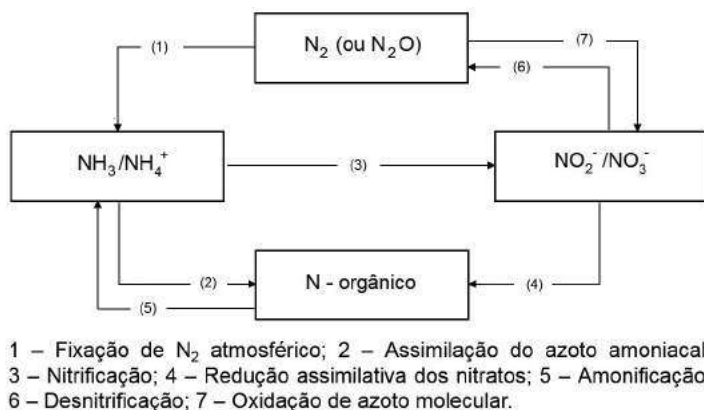 N₂ (ou N₂O)
(1)
(7)
(6)
NH₃/NH₄⁺
(3)
NO₂⁻/NO₃⁻
(2)
N - orgânico
(4)
(5)
1 – Fixação de N₂ atmosférico; 2 – Assimilação do azoto amoniacal
3 – Nitrificação; 4 – Redução assimilativa dos nitratos; 5 – Amonificação
6 – Desnitrificação; 7 – Oxidação de azoto molecular.